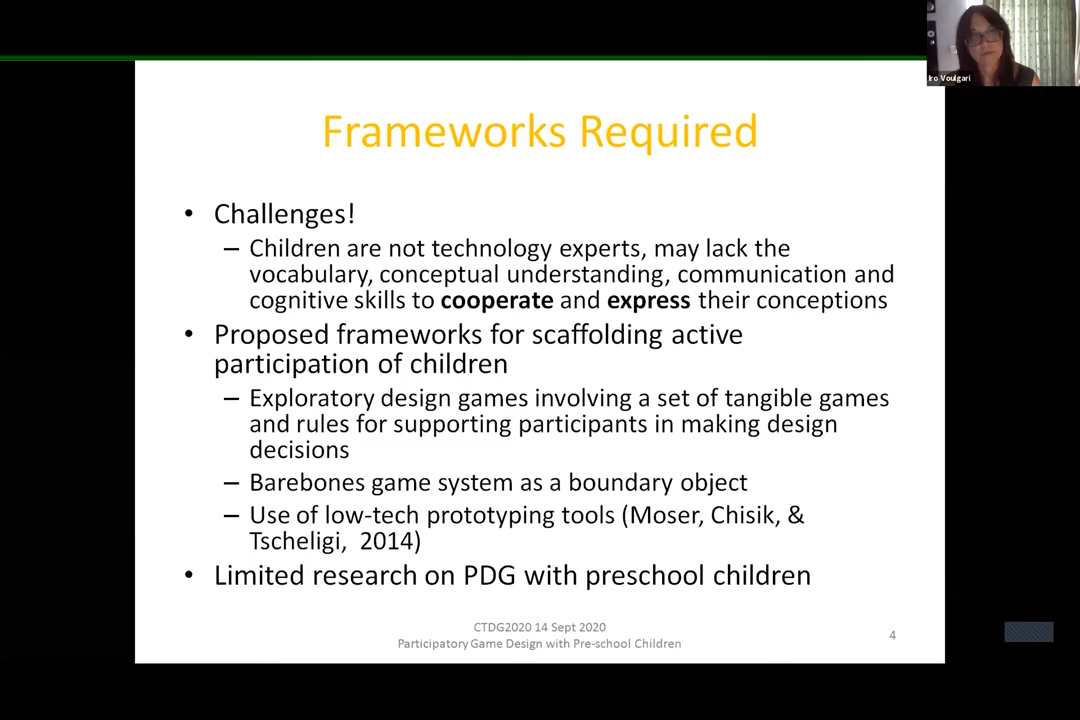 Iro Voulgari
Frameworks Required
• Challenges!
– Children are not technology experts, may lack the
vocabulary, conceptual understanding, communication and
cognitive skills to cooperate and express their conceptions
• Proposed frameworks for scaffolding active
participation of children
– Exploratory design games involving a set of tangible games
and rules for supporting participants in making design
decisions
– Barebones game system as a boundary object
– Use of low-tech prototyping tools (Moser, Chisik, &
Tscheligi, 2014)
• Limited research on PDG with preschool children
CTDG2020 14 Sept 2020
Participatory Game Design with Pre-school Children
4